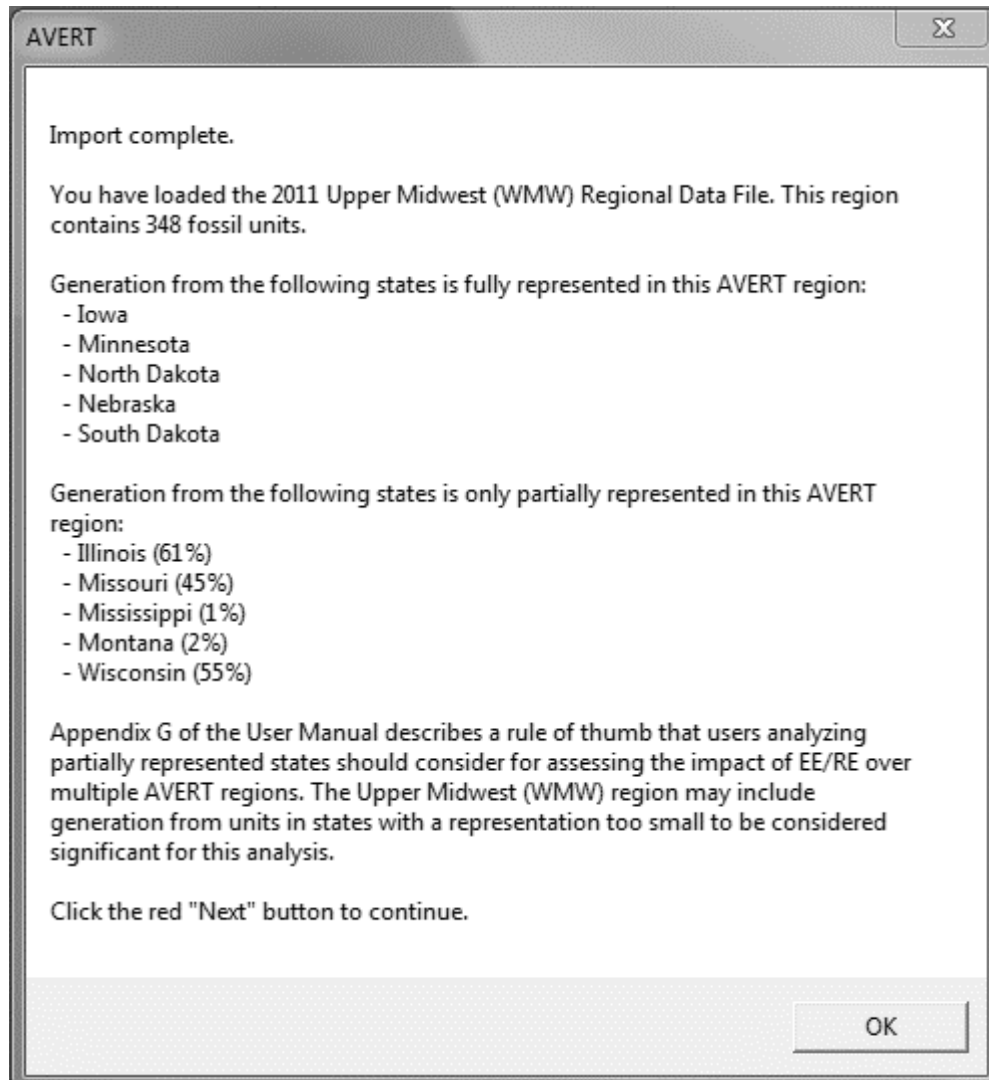 AVERT
Import complete.
You have loaded the 2011 Upper Midwest (WMW) Regional Data File. This region
contains 348 fossil units.
Generation from the following states is fully represented in this AVERT region:
- Iowa
- Minnesota
- North Dakota
- Nebraska
- South Dakota
Generation from the following states is only partially represented in this AVERT
region:
- Illinois (61%)
- Missouri (45%)
- Mississippi (1%)
- Montana (2%)
- Wisconsin (55%)
Appendix G of the User Manual describes a rule of thumb that users analyzing
partially represented states should consider for assessing the impact of EE/RE over
multiple AVERT regions. The Upper Midwest (WMW) region may include
generation from units in states with a representation too small to be considered
significant for this analysis.
Click the red "Next" button to continue.
OK